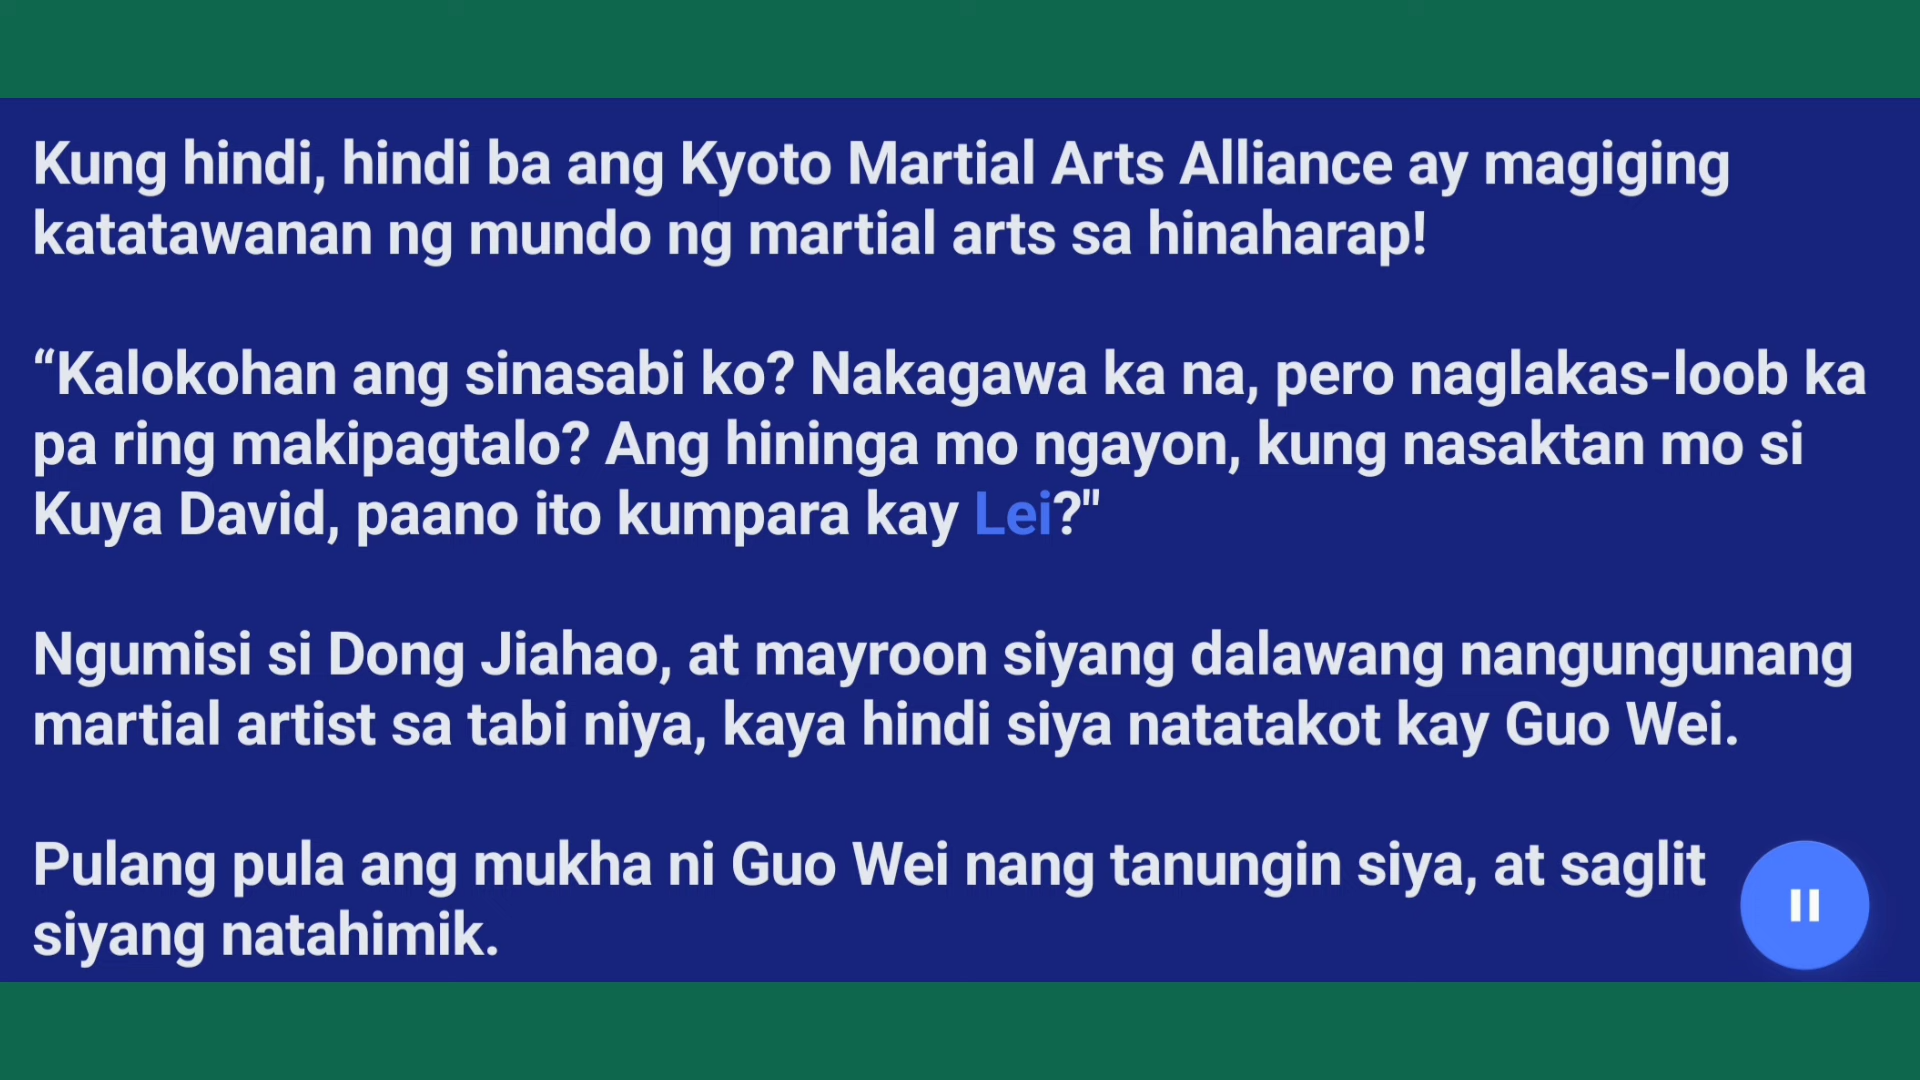 Kung hindi, hindi ba ang Kyoto Martial Arts Alliance ay magiging
katatawanan ng mundo ng martial arts sa hinaharap!
“Kalokohan ang sinasabi ko? Nakagawa ka na, pero naglakas-loob ka
pa ring makipagtalo? Ang hininga mo ngayon, kung nasaktan mo si
Kuya David, paano ito kumpara kay Lei?"
Ngumisi si Dong Jiahao, at mayroon siyang dalawang nangungunang
martial artist sa tabi niya, kaya hindi siya natatakot kay Guo Wei.
Pulang pula ang mukha ni Guo Wei nang tanungin siya, at saglit
siyang natahimik.